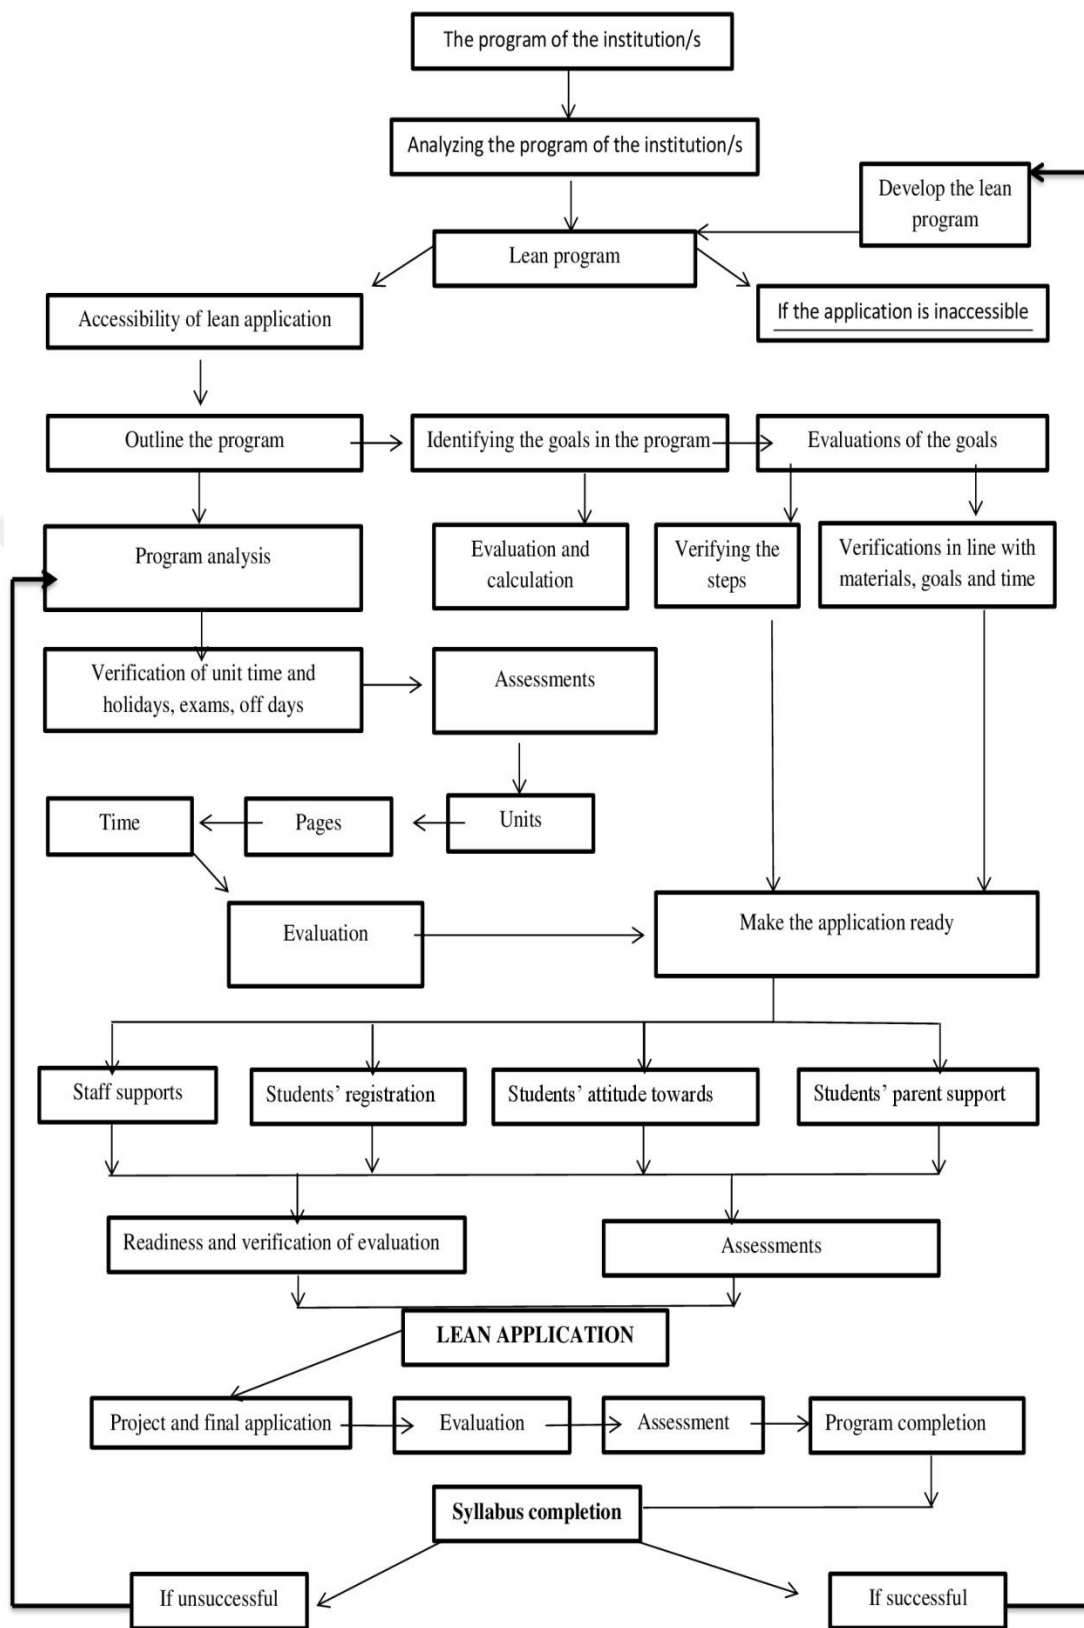 The program of the institution/s
Analyzing the program of the institution/s
Develop the lean
program
Lean program
Accessibility of lean application
If the application is inaccessible
Outline the program
Identifying the goals in the program
Evaluations of the goals
Program analysis
Evaluation and
calculation
Verifying the
steps
Verifications in line with
materials, goals and time
Verification of unit time and
holidays, exams, off days
Assessments
Time
Pages
Units
Evaluation
Make the application ready
Staff supports
Students’ registration
Students’ attitude towards
Students’ parent support
Readiness and verification of evaluation
Assessments
LEAN APPLICATION
Project and final application
Evaluation
Assessment
Program completion
Syllabus completion
If unsuccessful
If successful